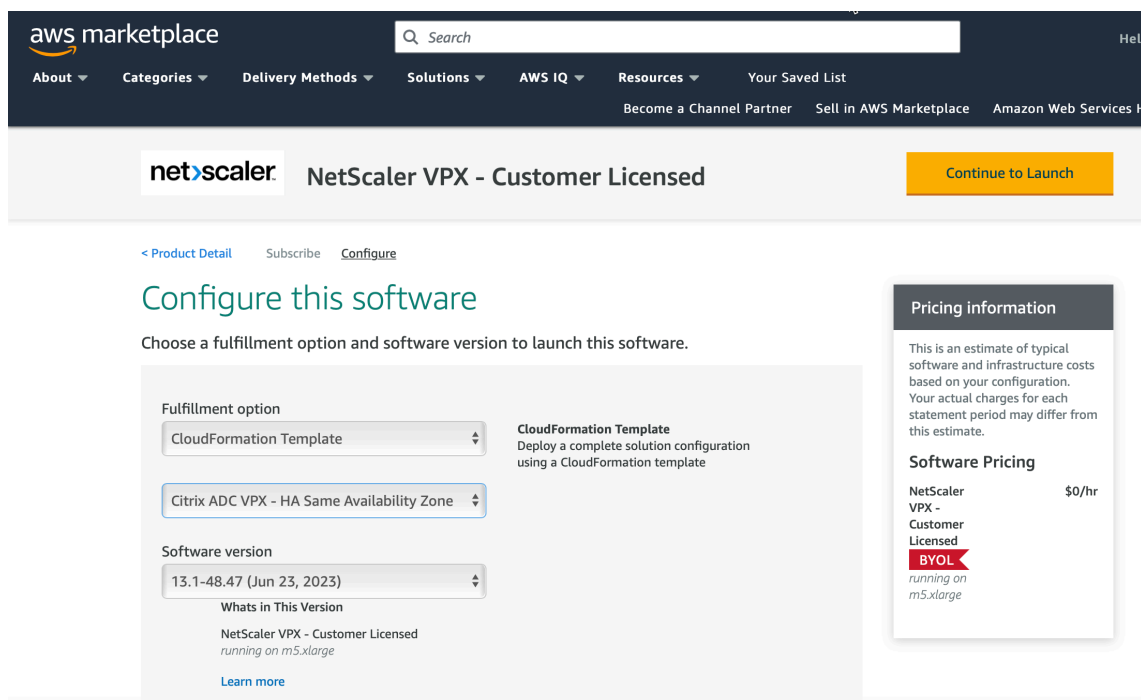 aws marketplace
Search
Hel
About
Categories
Delivery Methods
Solutions
AWS IQ
Resources
Your Saved List
Become a Channel Partner
Sell in AWS Marketplace
Amazon Web Services H
net>scaler
NetScaler VPX - Customer Licensed
Continue to Launch
< Product Detail
Subscribe
Configure
Configure this software
Choose a fulfillment option and software version to launch this software.
Fulfillment option
CloudFormation Template
CloudFormation Template
Deploy a complete solution configuration
using a CloudFormation template
Citrix ADC VPX - HA Same Availability Zone
Software version
13.1-48.47 (Jun 23, 2023)
Whats in This Version
NetScaler VPX - Customer Licensed
running on m5.xlarge
Learn more
Pricing information
This is an estimate of typical
software and infrastructure costs
based on your configuration.
Your actual charges for each
statement period may differ from
this estimate.
Software Pricing
NetScaler $0/hr
VPX -
Customer
Licensed
BYOL
running on
m5.xlarge